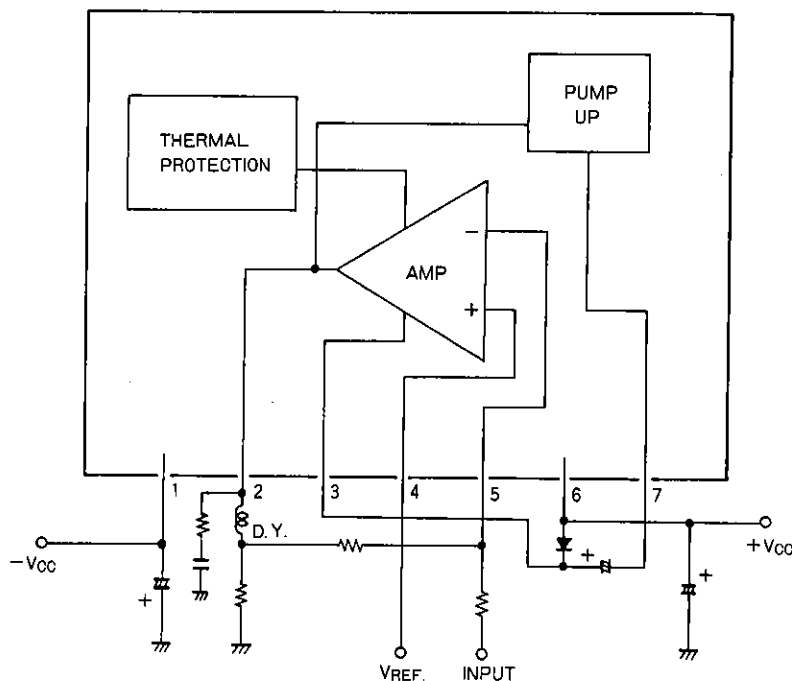 PUMP
UP
THERMAL
PROTECTION
−
AMP
+
1 2 3 4 5 6 7
D.Y.
−VCC
+
+
+
+VCC
VREF.
INPUT